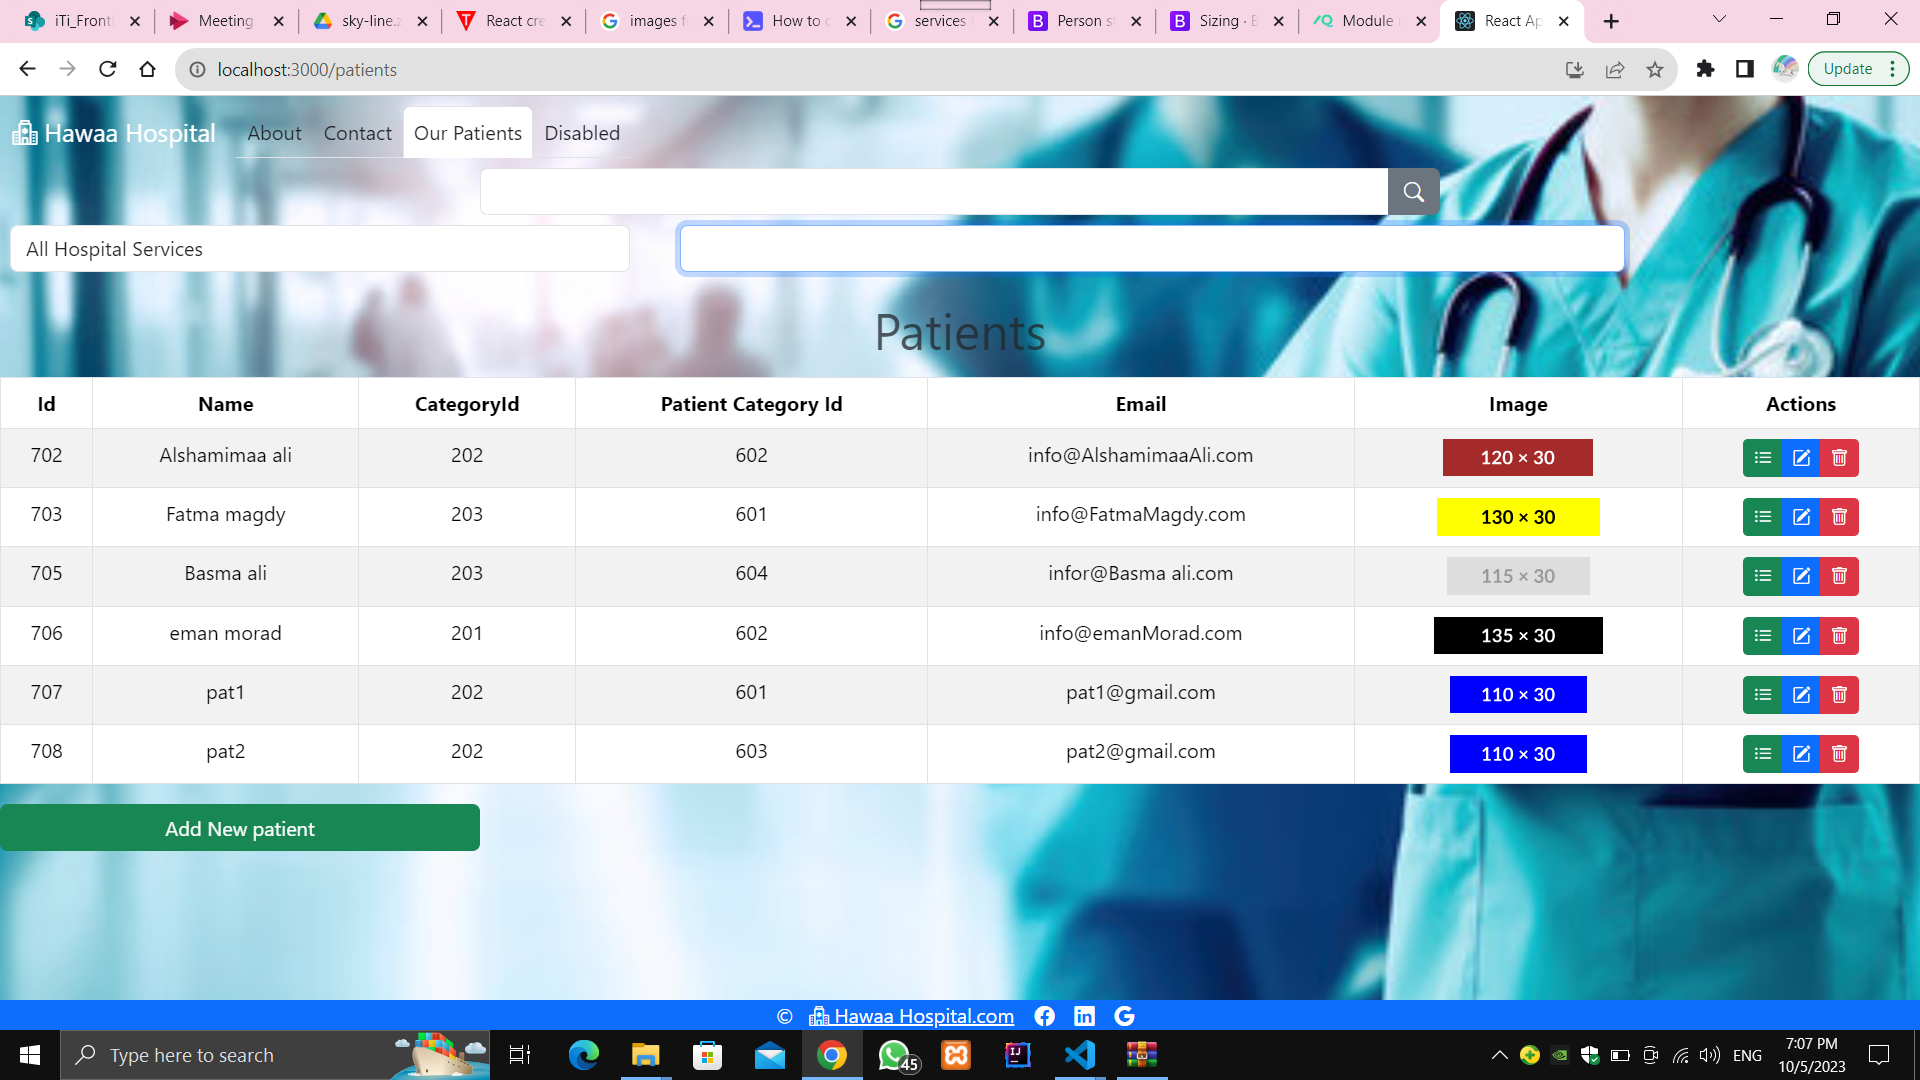 iTi_Front
Meeting
sky-line.z
React cre
images f
How to c
services
Person s
Sizing · B
Module
React Ap
localhost:3000/patients
Update
Hawaa Hospital
About
Contact
Our Patients
Disabled
All Hospital Services
Patients
Id Name CategoryId Patient Category Id Email Image Actions
702 Alshamimaa ali 202 602 info@AlshamimaaAli.com 120 × 30
703 Fatma magdy 203 601 info@FatmaMagdy.com 130 × 30
705 Basma ali 203 604 infor@Basma ali.com 115 × 30
706 eman morad 201 602 info@emanMorad.com 135 × 30
707 pat1 202 601 pat1@gmail.com 110 × 30
708 pat2 202 603 pat2@gmail.com 110 × 30
Add New patient
© Hawaa Hospital.com
Type here to search
45
ENG
7:07 PM
10/5/2023